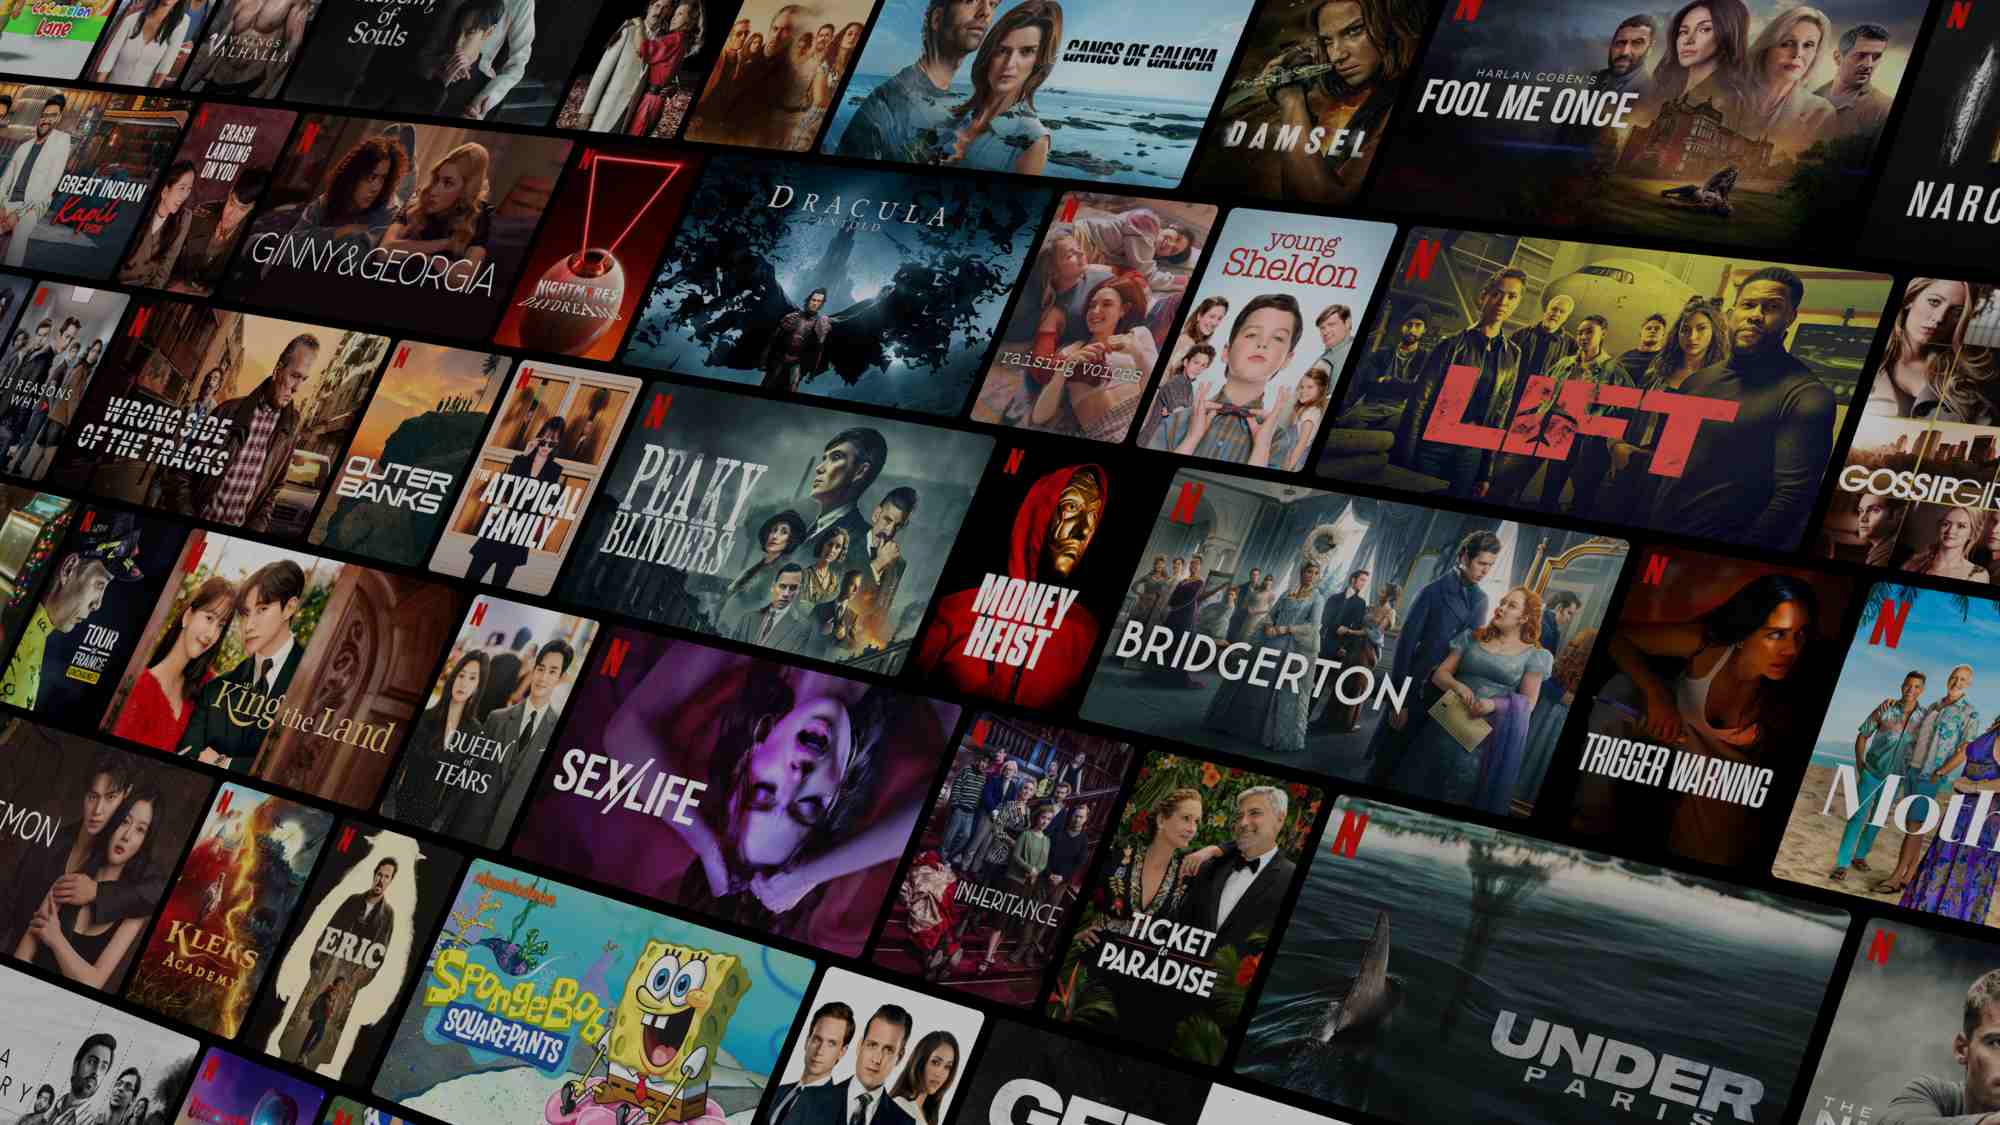 Cocomelon
Lane
VIKINGS
VALHALLA
of
Souls
GANGS OF GALICIA
DAMSEL
HARLAN COBEN'S
FOOL ME ONCE
NARC
GREAT INDIAN
Kapil
SHOW
CRASH
LANDING
ON YOU
GINNY&GEORGIA
NIGHTMARES
DAYDREAMS
DRACULA
UNTOLD
raising voices
young
Sheldon
LIFT
GOSSIP GIR
13 REASONS
WHY
WRONG SIDE
OF THE TRACKS
OUTER
BANKS
THE
ATYPICAL
FAMILY
PEAKY
BLINDERS
MONEY
HEIST
BRIDGERTON
TRIGGER WARNING
Moth
TOUR
DE
FRANCE
UNCHAINED
King the Land
QUEEN
of
TEARS
SEX/LIFE
INHERITANCE
TICKET
to
PARADISE
UNDER
PARIS
EMON
KLEKS
ACADEMY
ERIC
nickelodeon
SPONGEBOB
SQUAREPANTS
A
RY
GET
THE